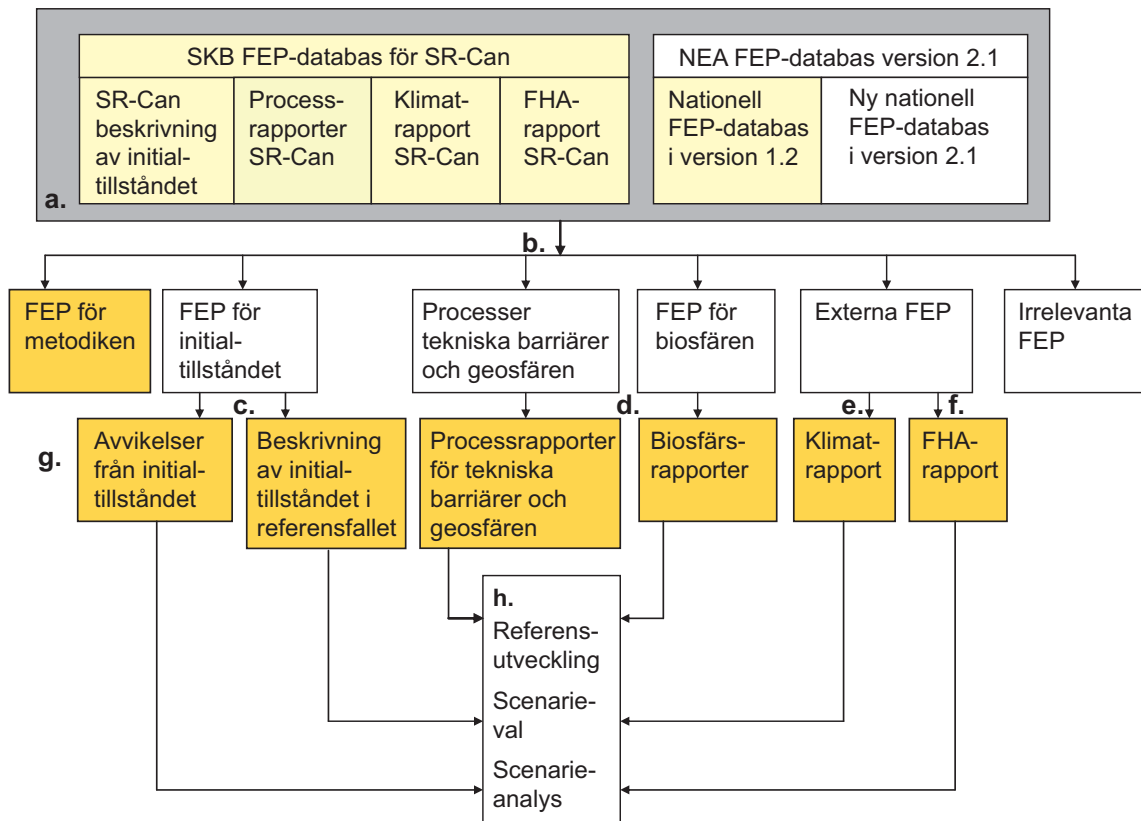 SKB FEP-databas för SR-Can
NEA FEP-databas version 2.1
SR-Can
beskrivning
av initial-
tillståndet
Process-
rapporter
SR-Can
Klimat-
rapport
SR-Can
FHA-
rapport
SR-Can
Nationell
FEP-databas
i version 1.2
Ny nationell
FEP-databas
i version 2.1
a.
b.
FEP för
metodiken
FEP för
initial-
tillståndet
Processer
tekniska barriärer
och geosfären
FEP för
biosfären
Externa FEP
Irrelevanta
FEP
c.
d.
e.
f.
g.
Avvikelser
från initial-
tillståndet
Beskrivning
av initial-
tillståndet i
referensfallet
Processrapporter
för tekniska
barriärer och
geosfären
Biosfärs-
rapporter
Klimat-
rapport
FHA-
rapport
h.
Referens-
utveckling
Scenarie-
val
Scenarie-
analys